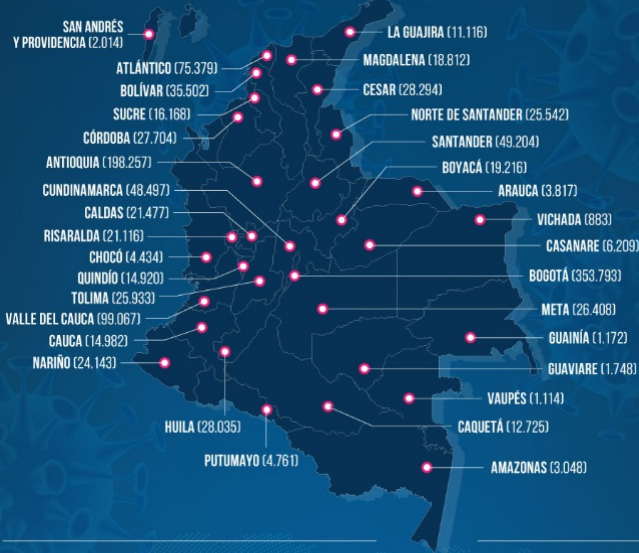 SAN ANDRÉS
Y PROVIDENCIA (2.014)
ATLÁNTICO (75.379)
BOLÍVAR (35.502)
SUCRE (16.168)
CÓRDOBA (27.704)
ANTIOQUIA (198.257)
CUNDINAMARCA (48.497)
CALDAS (21.477)
RISARALDA (21.116)
CHOCÓ (4.434)
QUINDÍO (14.920)
TOLIMA (25.933)
VALLE DEL CAUCA (99.067)
CAUCA (14.982)
NARIÑO (24.143)
HUILA (28.035)
PUTUMAYO (4.761)
LA GUAJIRA (11.116)
MAGDALENA (18.812)
CESAR (28.294)
NORTE DE SANTANDER (25.542)
SANTANDER (49.204)
BOYACÁ (19.216)
ARAUCA (3.817)
VICHADA (883)
CASANARE (6.209)
BOGOTÁ (353.793)
META (26.408)
GUAINÍA (1.172)
GUAVIARE (1.748)
VAUPÉS (1.114)
CAQUETÁ (12.725)
AMAZONAS (3.048)